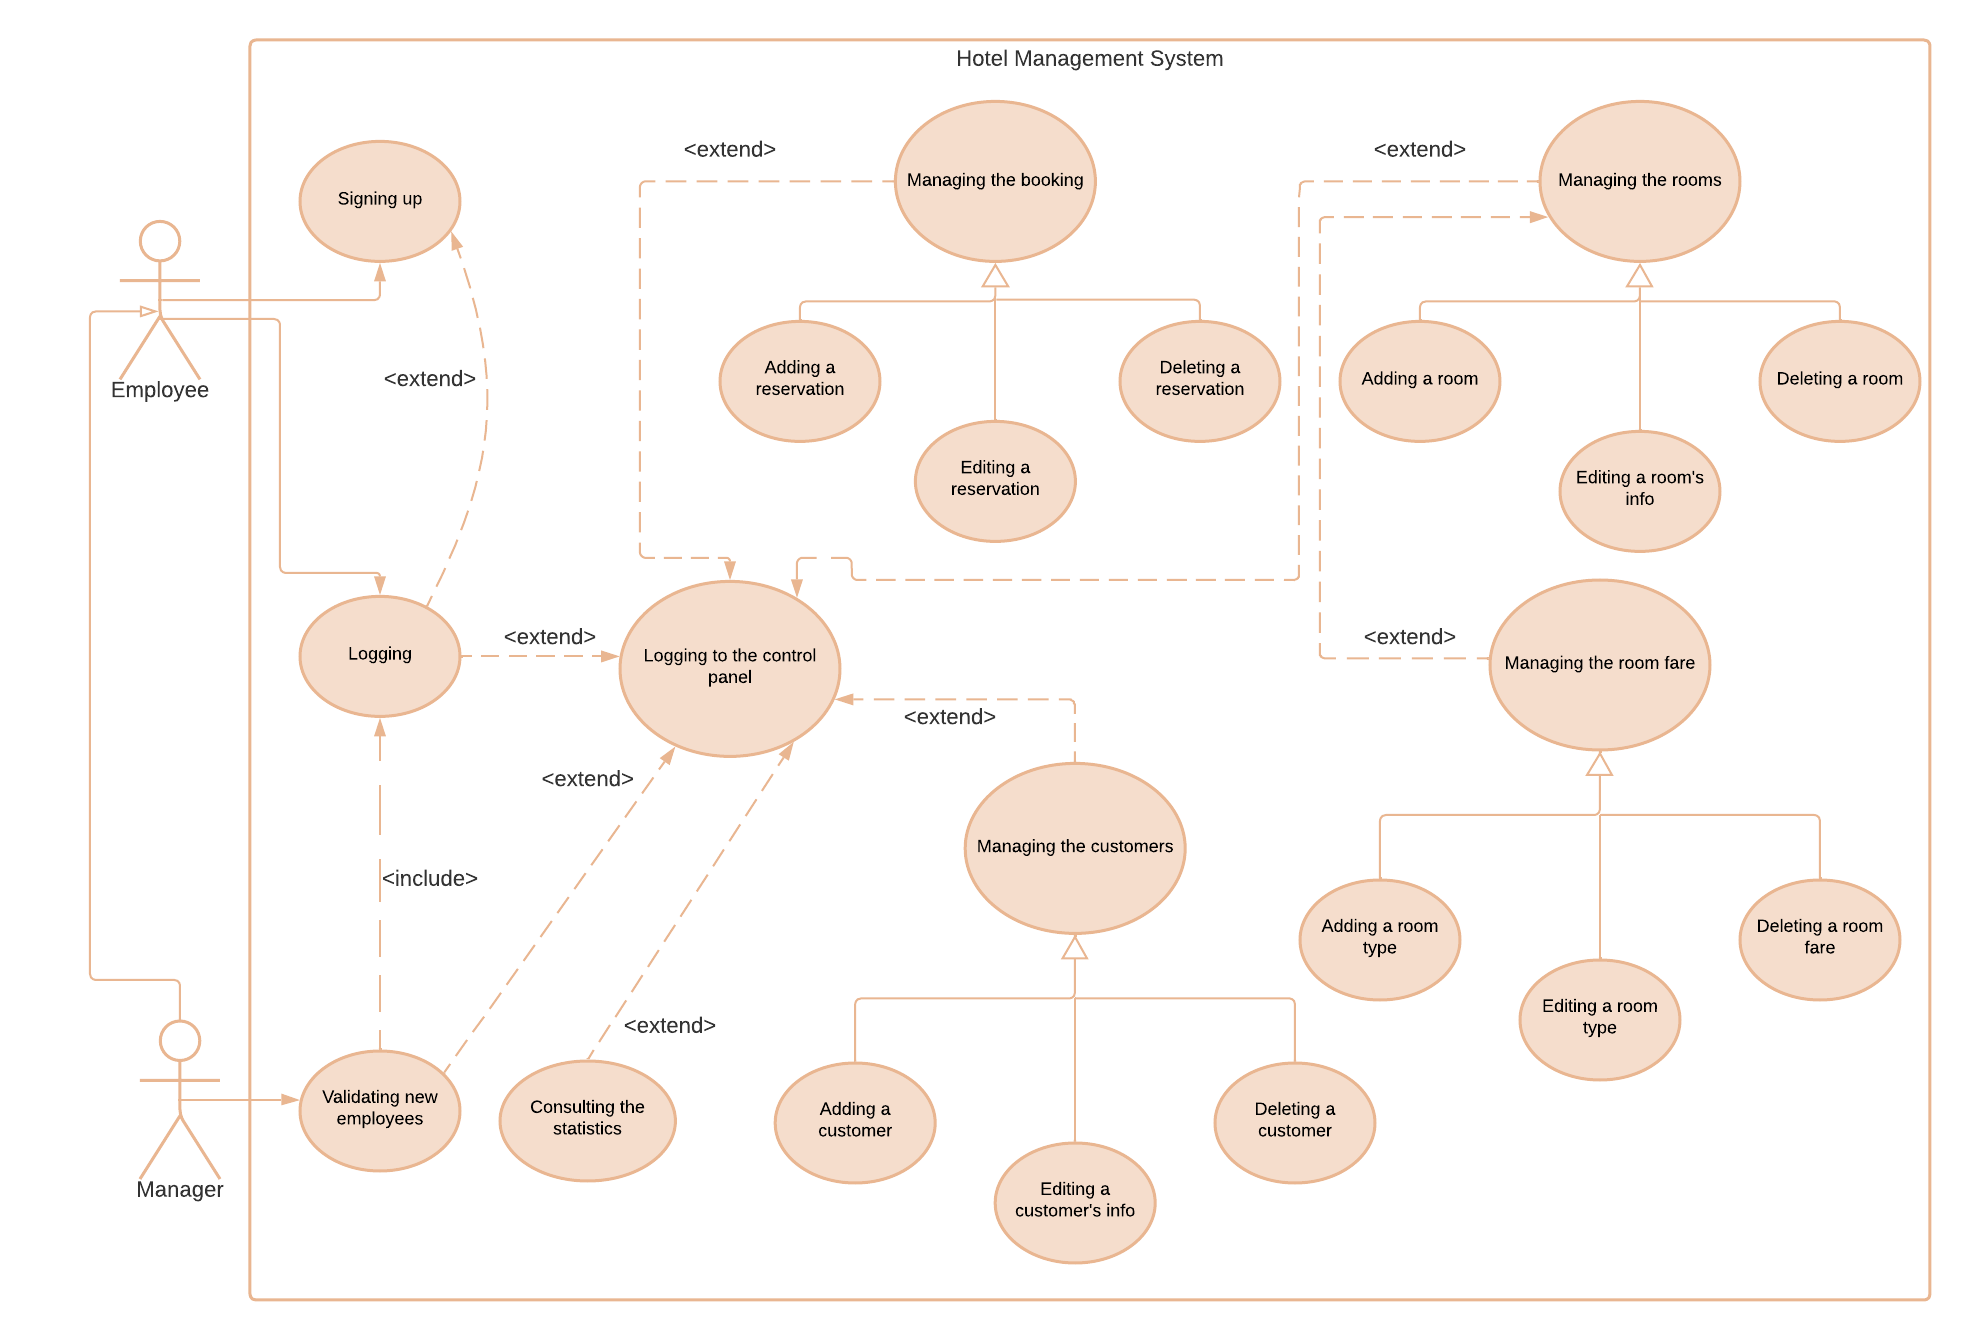 Hotel Management System
<extend>
Managing the booking
<extend>
Managing the rooms
Signing up
Employee
<extend>
Adding a
reservation
Deleting a
reservation
Adding a room
Deleting a room
Editing a
reservation
Editing a room's
info
Logging
<extend>
Logging to the control
panel
<extend>
Managing the room fare
<extend>
<extend>
Managing the customers
<include>
Adding a room
type
Deleting a room
fare
Editing a room
type
<extend>
Manager
Validating new
employees
Consulting the
statistics
Adding a
customer
Deleting a
customer
Editing a
customer's info